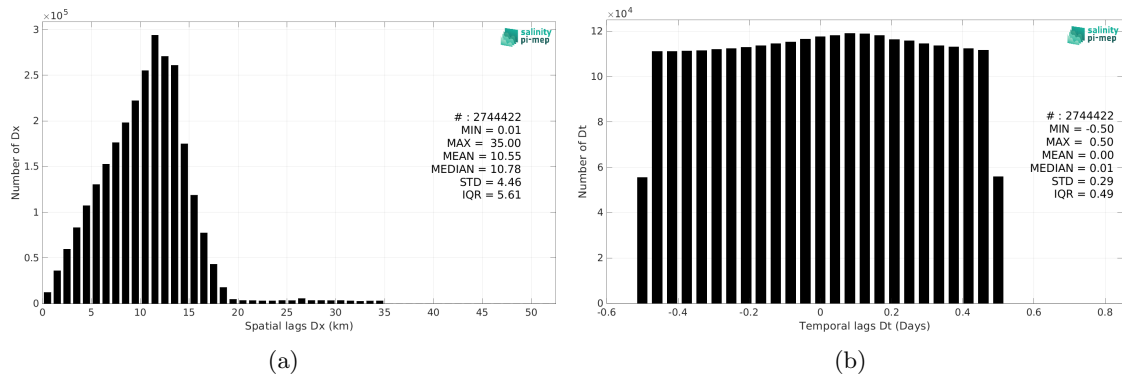 ×10⁵
3
2.5
2
1.5
1
0.5
0
0 5 10 15 20 25 30 35 40 45 50
Number of Dx
Spatial lags Dx (km)
salinity
pi-mep
# : 2744422
MIN = 0.01
MAX = 35.00
MEAN = 10.55
MEDIAN = 10.78
STD = 4.46
IQR = 5.61
(a)
×10⁴
12
10
8
6
4
2
0
-0.6 -0.4 -0.2 0 0.2 0.4 0.6 0.8
Number of Dt
Temporal lags Dt (Days)
salinity
pi-mep
# : 2744422
MIN = -0.50
MAX = 0.50
MEAN = 0.00
MEDIAN = 0.01
STD = 0.29
IQR = 0.49
(b)